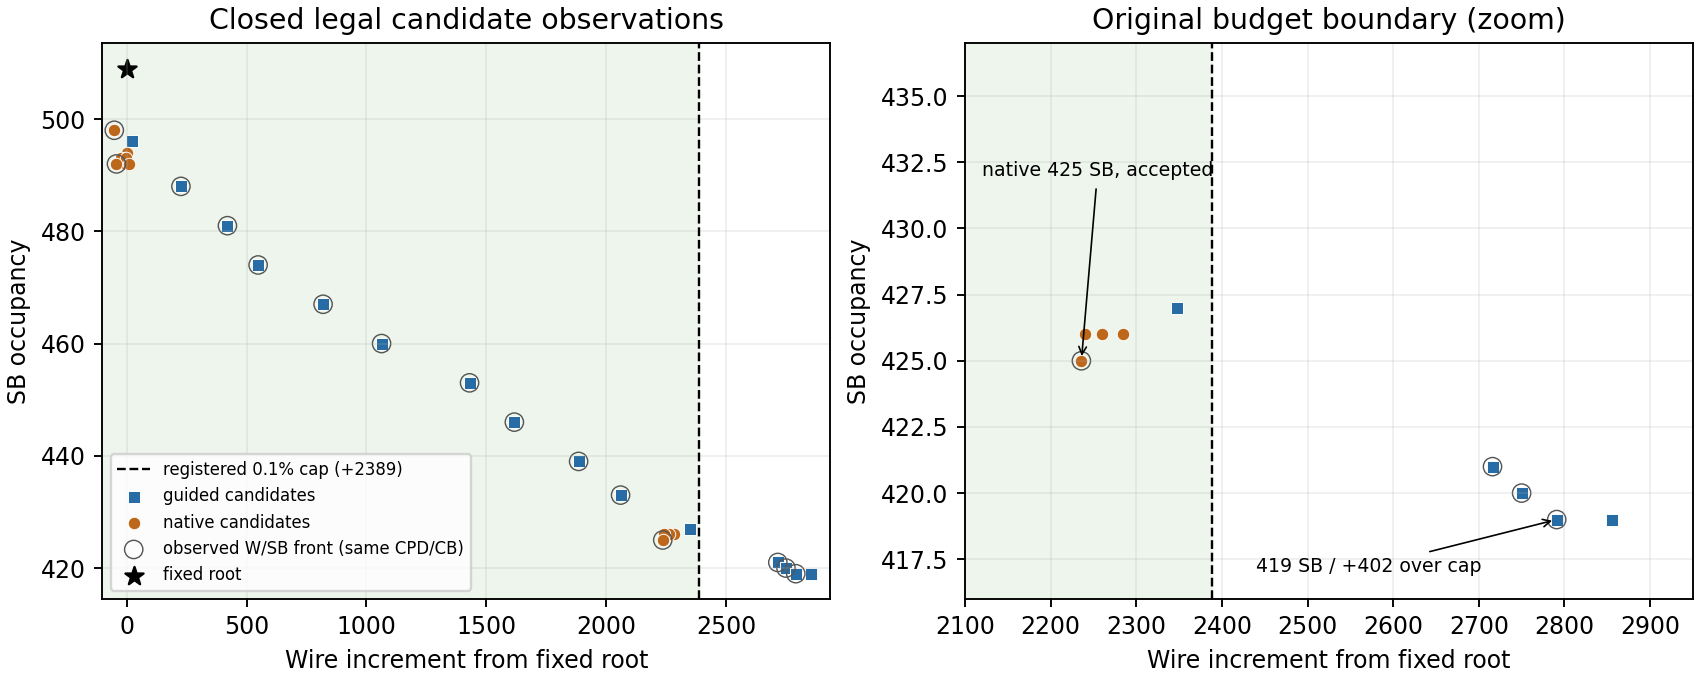 Closed legal candidate observations
SB occupancy
500
480
460
440
420
registered 0.1% cap (+2389)
guided candidates
native candidates
observed W/SB front (same CPD/CB)
fixed root
0 500 1000 1500 2000 2500
Wire increment from fixed root
Original budget boundary (zoom)
SB occupancy
435.0
432.5
430.0
427.5
425.0
422.5
420.0
417.5
native 425 SB, accepted
419 SB / +402 over cap
2100 2200 2300 2400 2500 2600 2700 2800 2900
Wire increment from fixed root